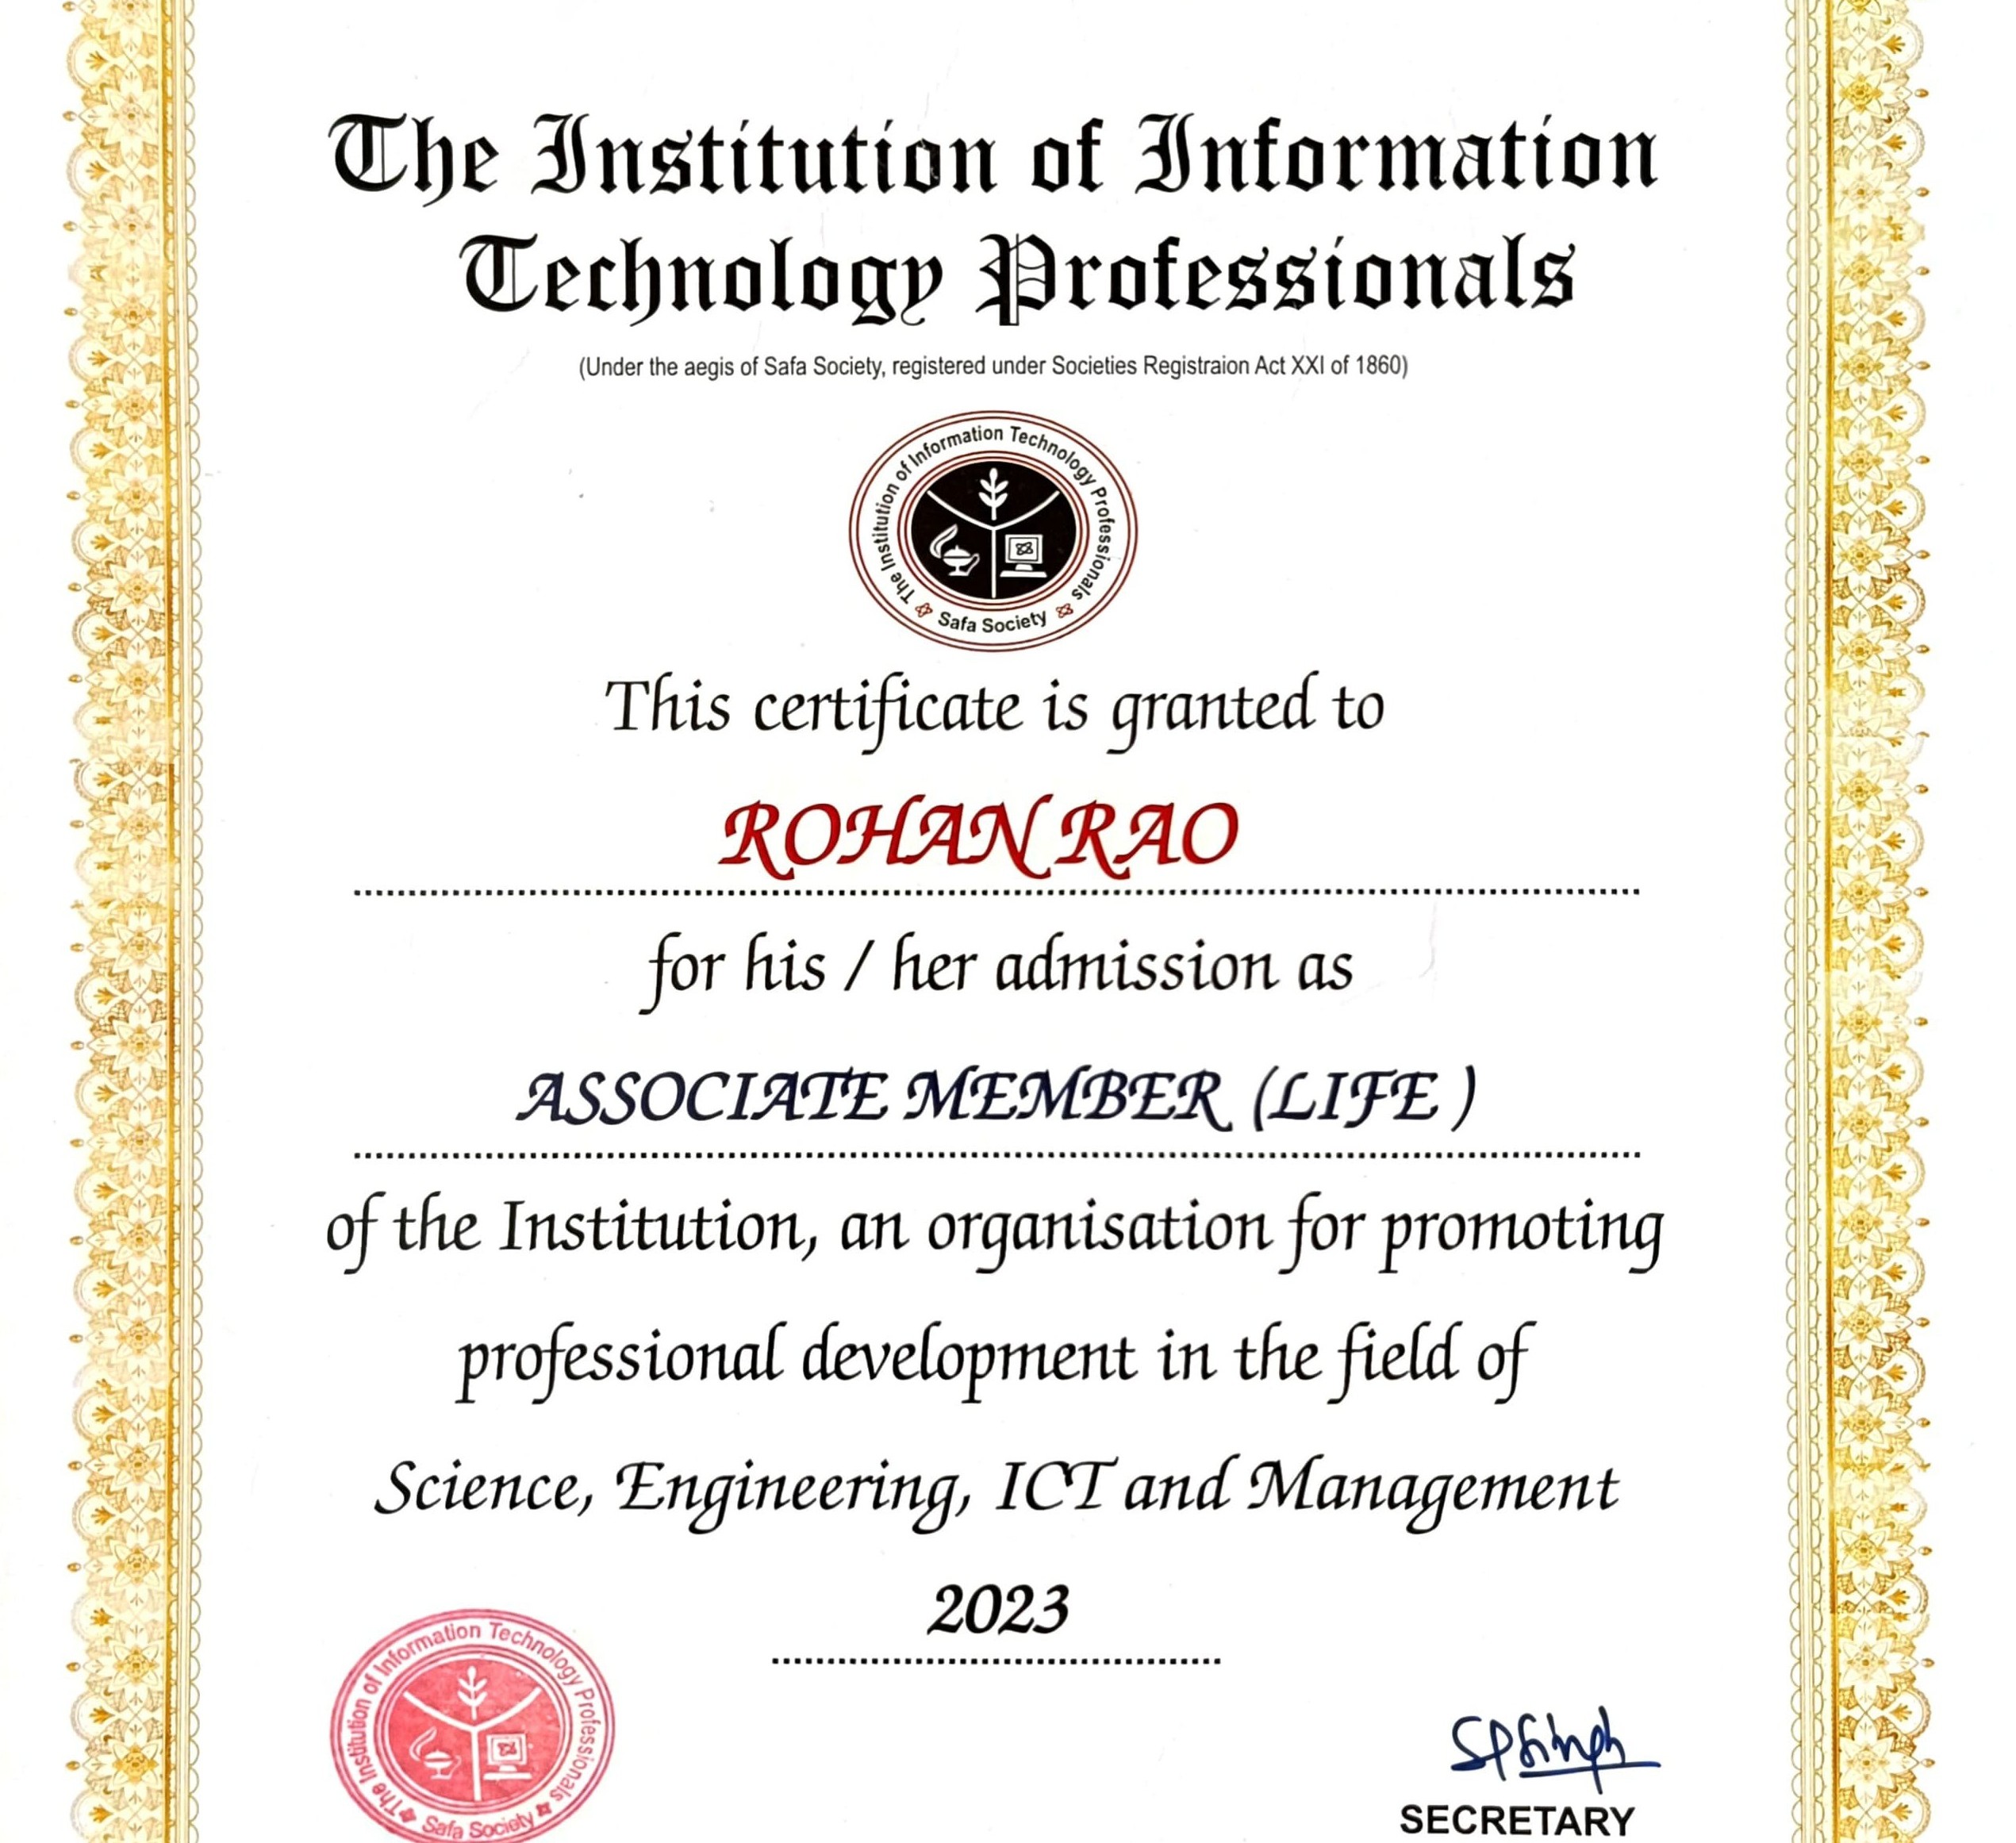 The Institution of Information
Technology Professionals
(Under the aegis of Safa Society, registered under Societies Registraion Act XXI of 1860)
The Institution of Information Technology Professionals
Safa Society
This certificate is granted to
ROHAN RAO
for his / her admission as
ASSOCIATE MEMBER (LIFE )
of the Institution, an organisation for promoting
professional development in the field of
Science, Engineering, ICT and Management
2023
The Institution of Information Technology Professionals
Safa Society
SPSingh
SECRETARY